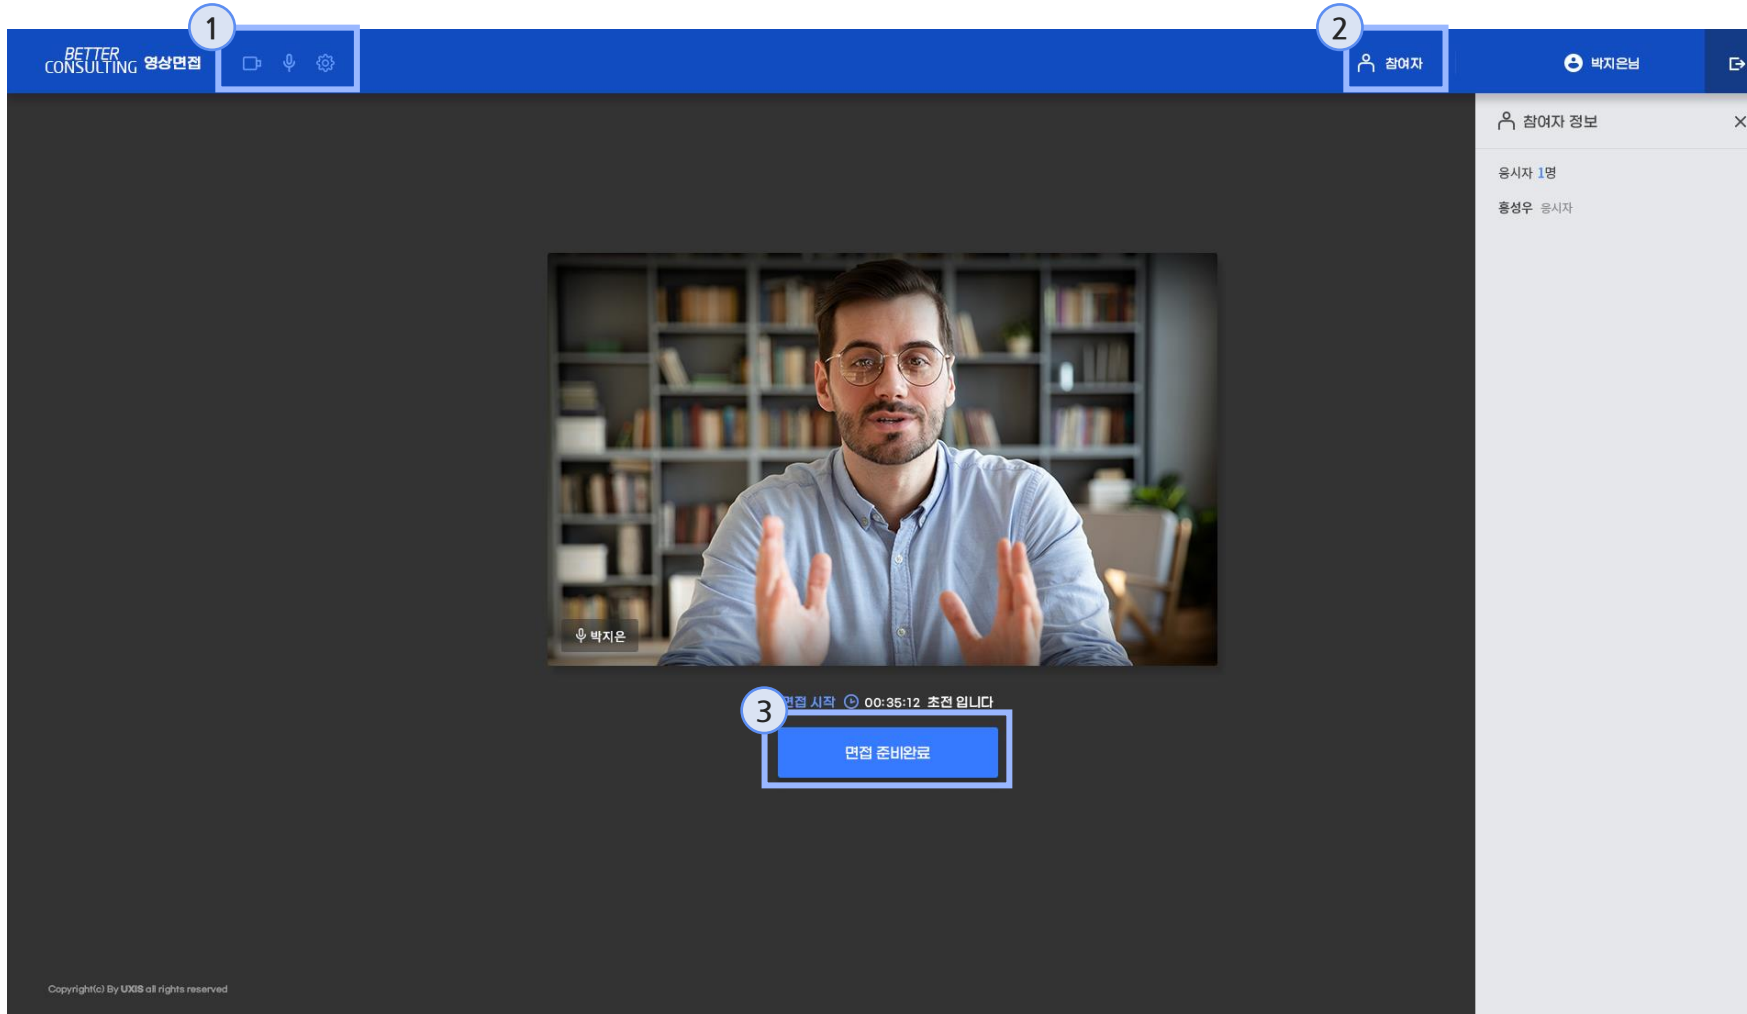 1
2
BETTER
CONSULTING 영상면접
참여자
박지은님
참여자 정보
응시자 1명
홍성우 응시자
박지은
면접 시작 00:35:12 초전 입니다
3
면접 준비완료
Copyright(c) By UXIS all rights reserved